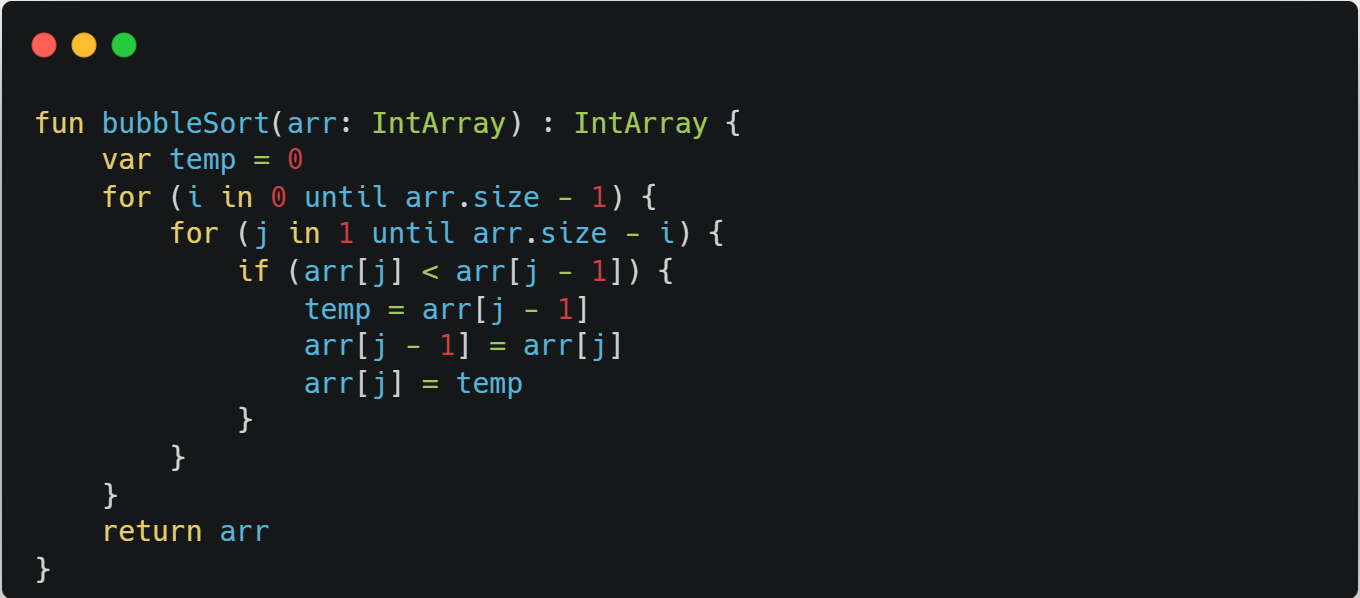 fun bubbleSort(arr: IntArray) : IntArray {
    var temp = 0
    for (i in 0 until arr.size - 1) {
        for (j in 1 until arr.size - i) {
            if (arr[j] < arr[j - 1]) {
                temp = arr[j - 1]
                arr[j - 1] = arr[j]
                arr[j] = temp
            }
        }
    }
    return arr
}